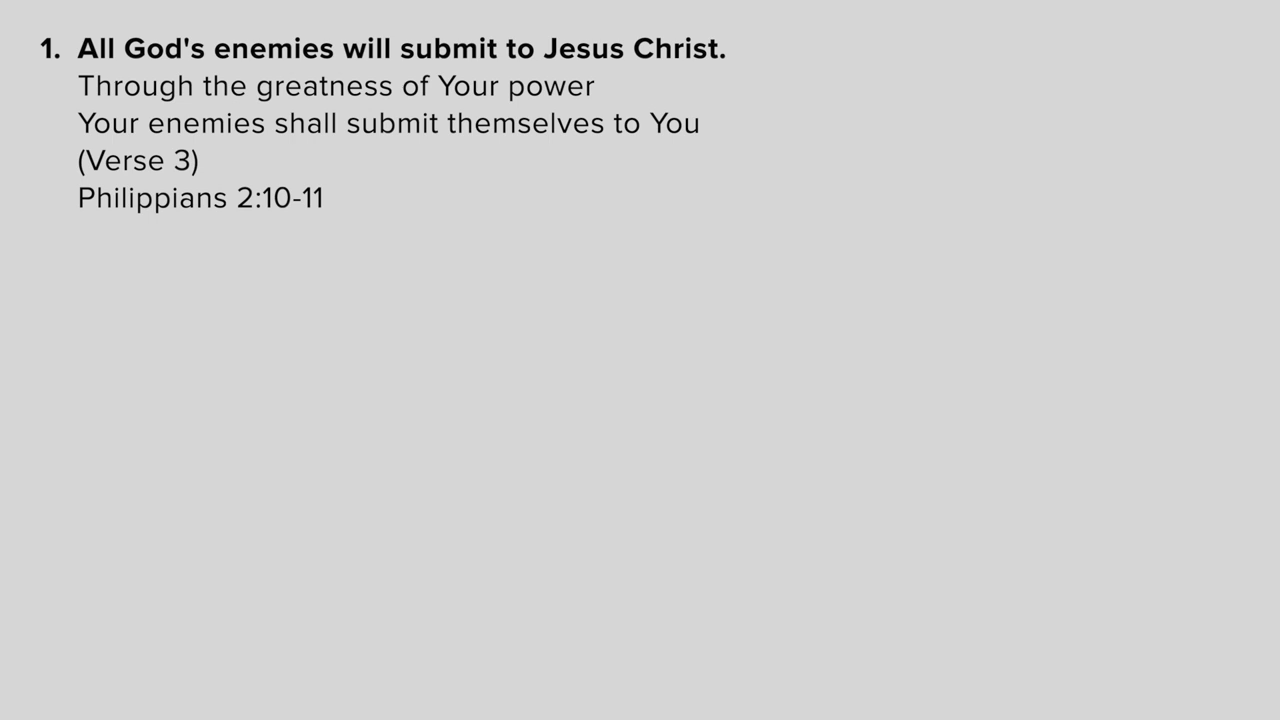 1. All God's enemies will submit to Jesus Christ.
Through the greatness of Your power
Your enemies shall submit themselves to You
(Verse 3)
Philippians 2:10-11